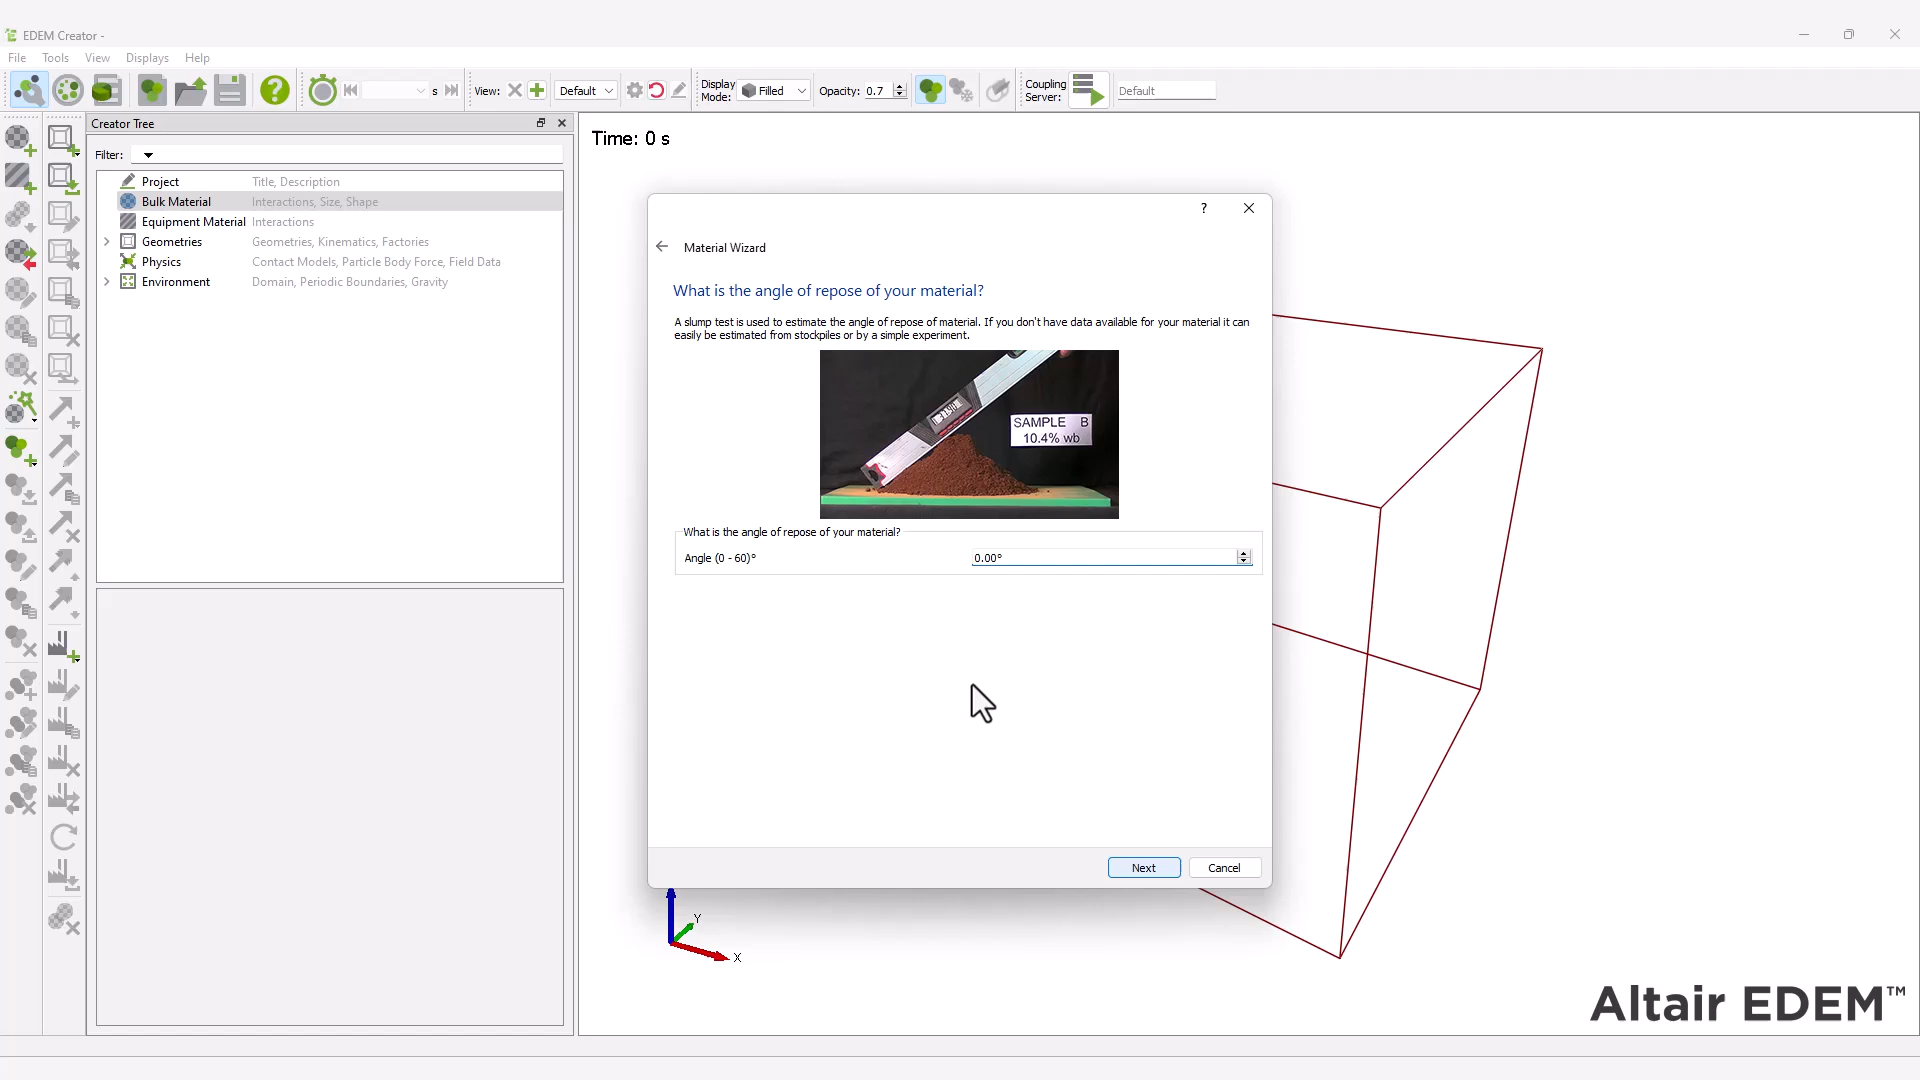 EDEM Creator -
File Tools View Displays Help
s View: Default Display Mode: Filled Opacity: 0.7 Coupling Server: Default
Creator Tree
Filter:
Project Title, Description
Bulk Material Interactions, Size, Shape
Equipment Material Interactions
Geometries Geometries, Kinematics, Factories
Physics Contact Models, Particle Body Force, Field Data
Environment Domain, Periodic Boundaries, Gravity
Time: 0 s
?
Material Wizard
What is the angle of repose of your material?
A slump test is used to estimate the angle of repose of material. If you don't have data available for your material it can
easily be estimated from stockpiles or by a simple experiment.
SAMPLE B
10.4% wb
What is the angle of repose of your material?
Angle (0 - 60)° 0.00°
Next Cancel
Y
X
Altair EDEM™